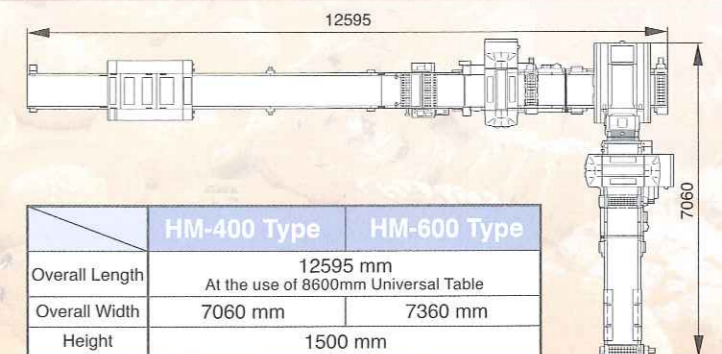 12595
7060
HM-400 Type HM-600 Type
Overall Length 12595 mm
At the use of 8600mm Universal Table
Overall Width 7060 mm 7360 mm
Height 1500 mm